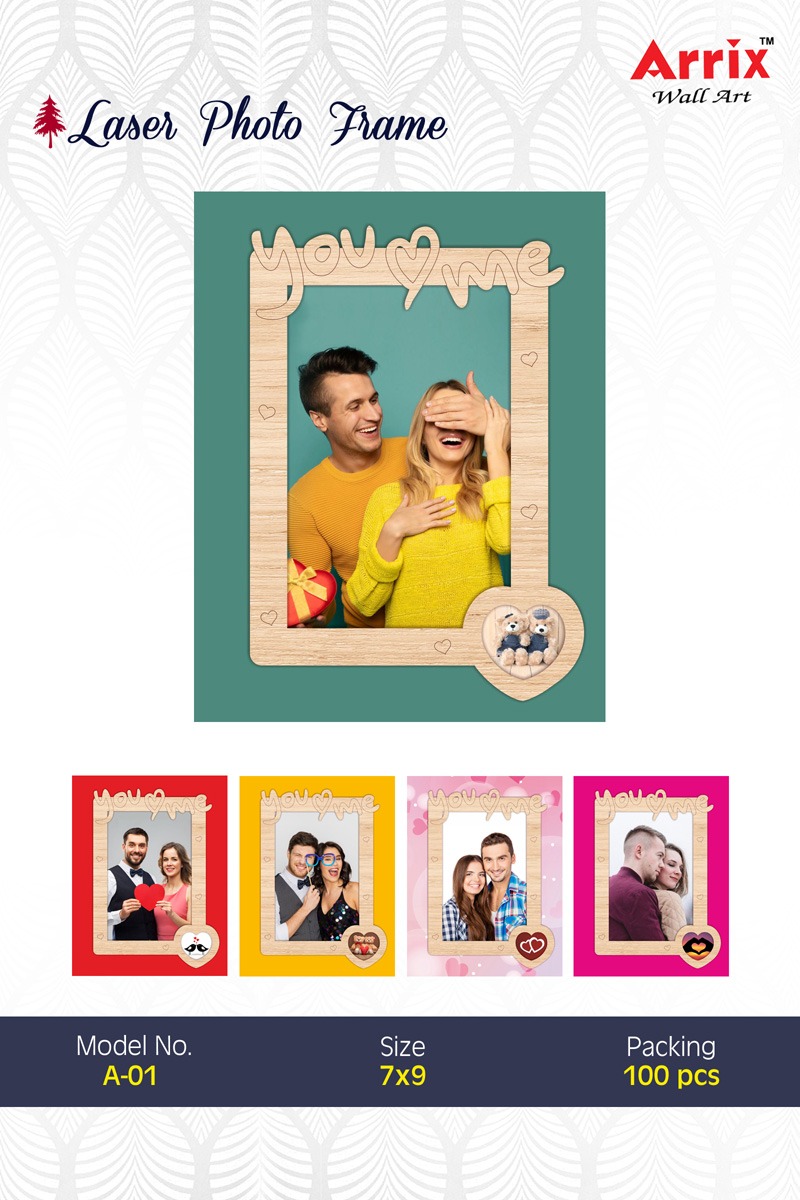 Arrix™
Wall Art
Laser Photo Frame
you me
you me
you me
you me
you me
Model No.
A-01
Size
7x9
Packing
100 pcs